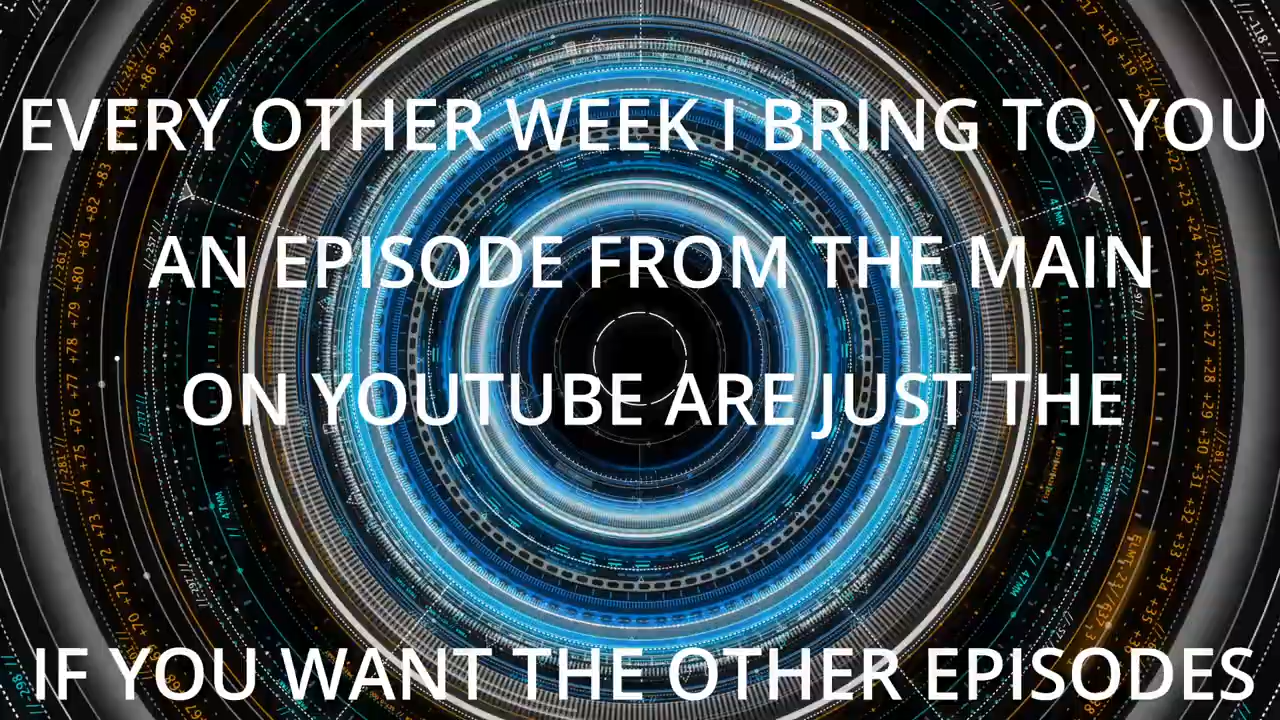 EVERY OTHER WEEK I BRING TO YOU
AN EPISODE FROM THE MAIN
ON YOUTUBE ARE JUST THE
IF YOU WANT THE OTHER EPISODES